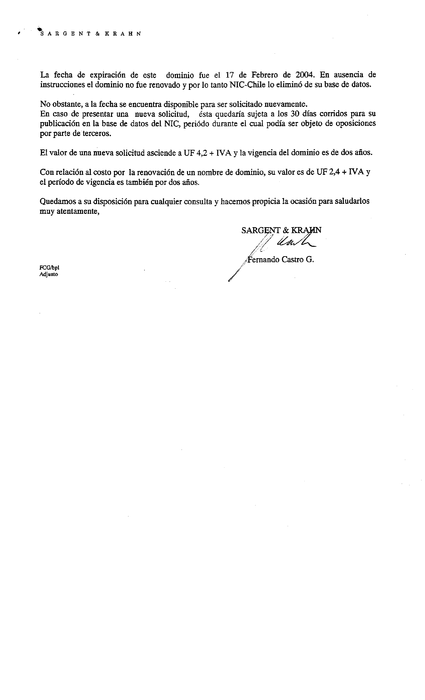 SARGENT & KRAHN
La fecha de expiración de este dominio fue el 17 de Febrero de 2004. En ausencia de
instrucciones el dominio no fue renovado y por lo tanto NIC-Chile lo eliminó de su base de datos.
No obstante, a la fecha se encuentra disponible para ser solicitado nuevamente.
En caso de presentar una nueva solicitud, ésta quedaría sujeta a los 30 días corridos para su
publicación en la base de datos del NIC, período durante el cual podía ser objeto de oposiciones
por parte de terceros.
El valor de una nueva solicitud asciende a UF 4,2 + IVA y la vigencia del dominio es de dos años.
Con relación al costo por la renovación de un nombre de dominio, su valor es de UF 2,4 + IVA y
el período de vigencia es también por dos años.
Quedamos a su disposición para cualquier consulta y hacemos propicia la ocasión para saludarlos
muy atentamente,
SARGENT & KRAHN
Fernando Castro G.
FCG/bpl
Adjunto